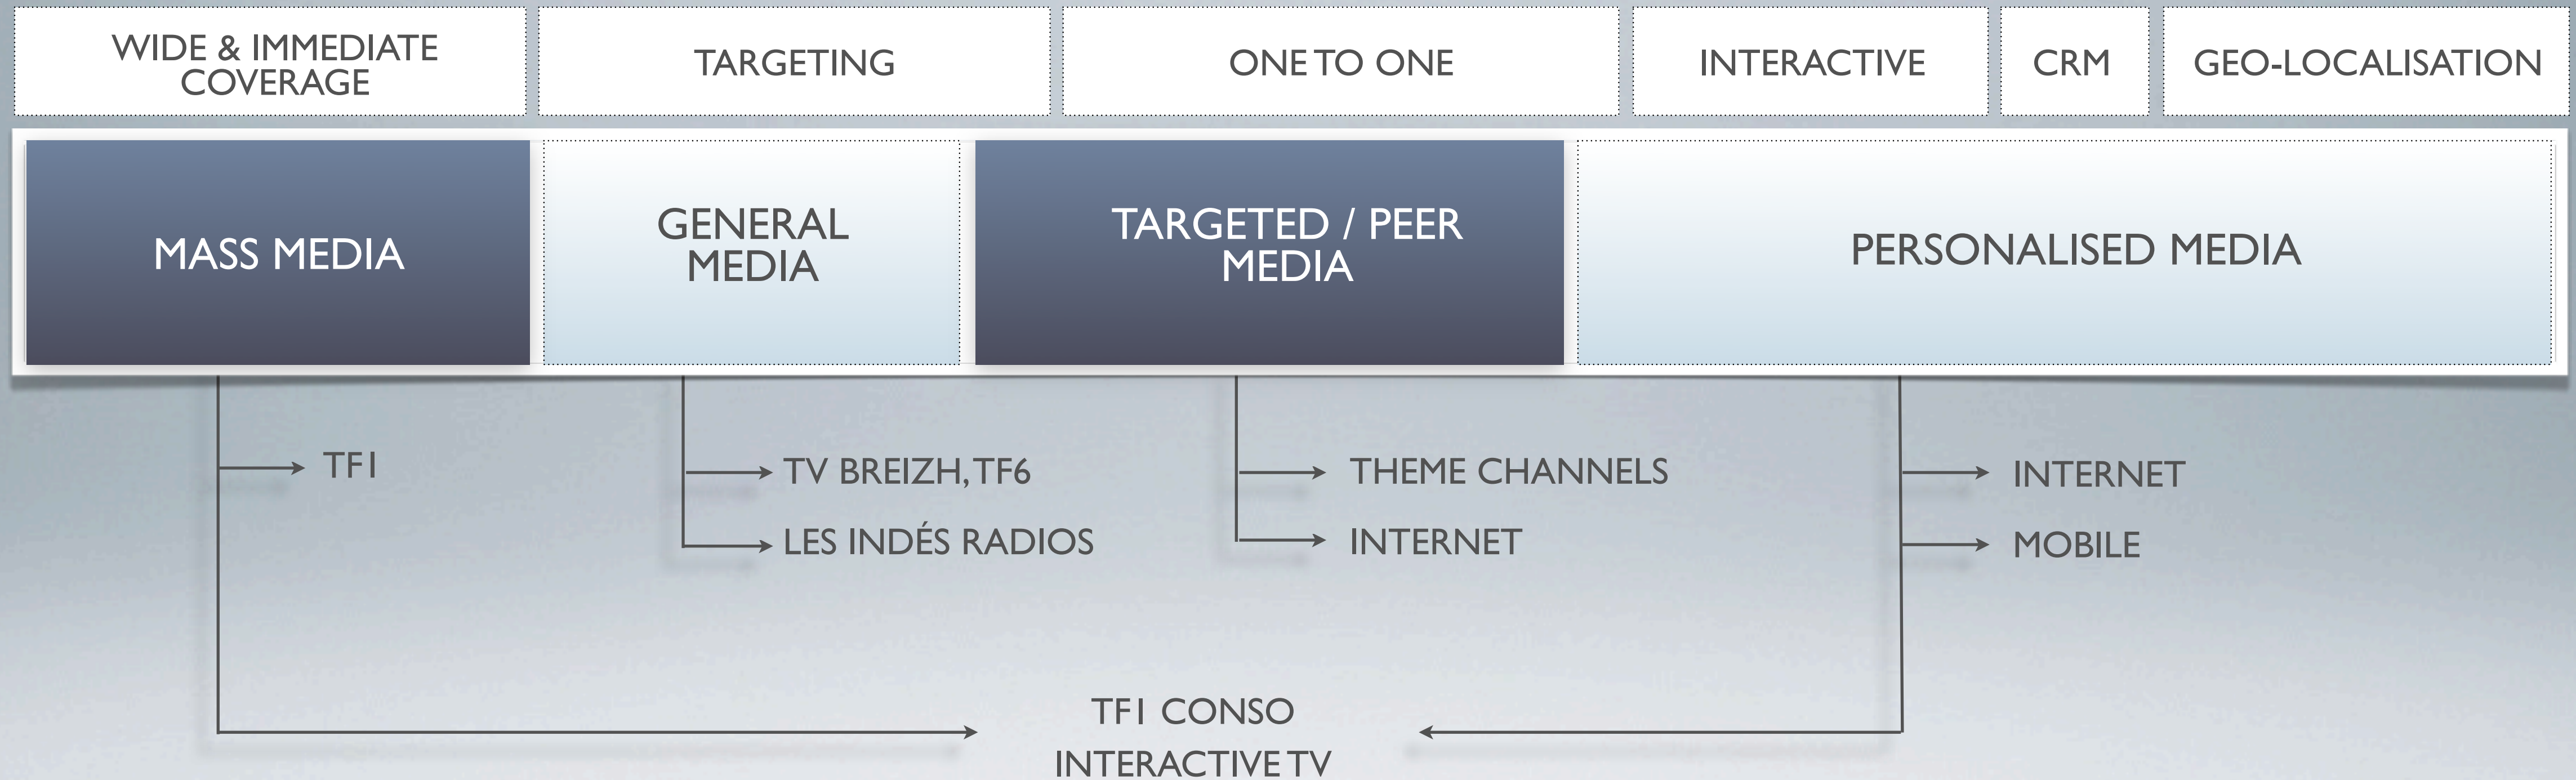 WIDE & IMMEDIATE
COVERAGE
TARGETING
ONE TO ONE
INTERACTIVE
CRM
GEO-LOCALISATION
MASS MEDIA
GENERAL
MEDIA
TARGETED / PEER
MEDIA
PERSONALISED MEDIA
TF1
TV BREIZH, TF6
LES INDÉS RADIOS
THEME CHANNELS
INTERNET
INTERNET
MOBILE
TF1 CONSO
INTERACTIVE TV